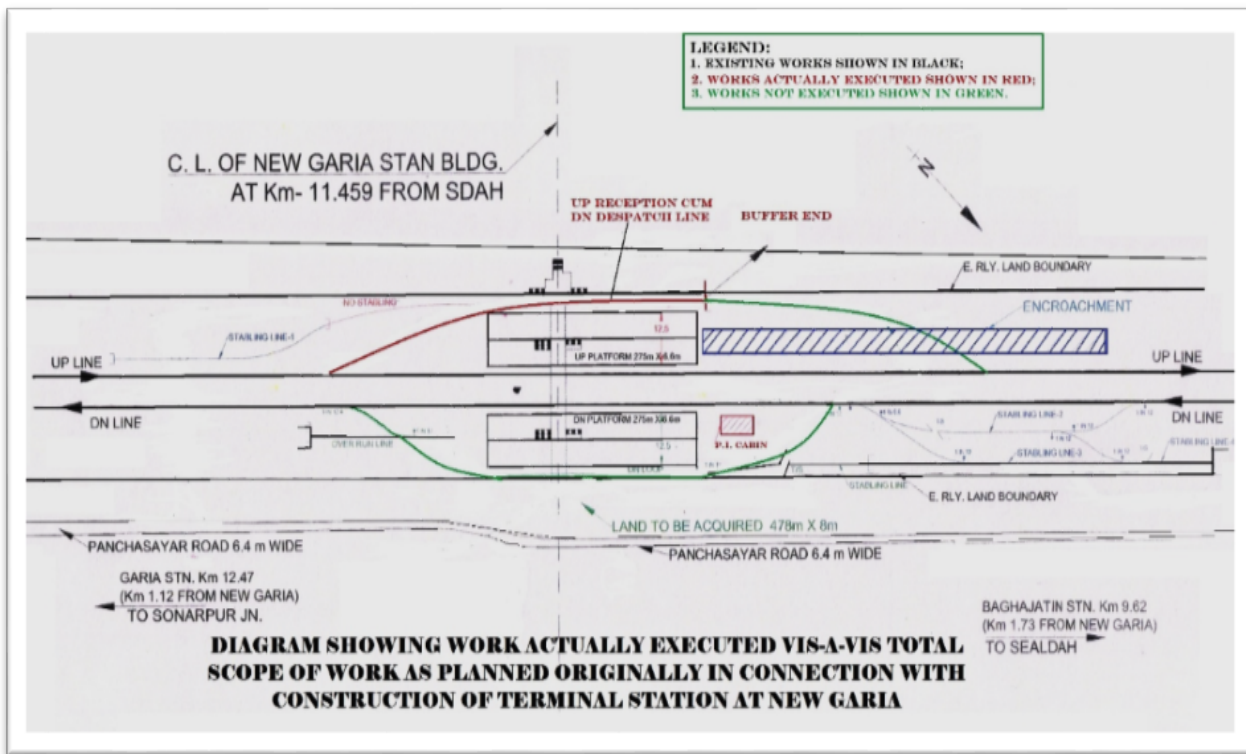 LEGEND:
1. EXISTING WORKS SHOWN IN BLACK;
2. WORKS ACTUALLY EXECUTED SHOWN IN RED;
3. WORKS NOT EXECUTED SHOWN IN GREEN.
C. L. OF NEW GARIA STAN BLDG.
AT Km- 11.459 FROM SDAH
N
UP RECEPTION CUM
DN DESPATCH LINE
BUFFER END
E. RLY. LAND BOUNDARY
NO STABLING
ENCROACHMENT
STABLING LINE-1
12.5
UP PLATFORM 275m X 6.6m
UP LINE
UP LINE
DN LINE
DN LINE
DN PLATFORM 275m X 6.6m
STABLING LINE-2
P.I. CABIN
OVER RUN LINE
12.5
STABLING LINE-3
DN LOOP
STABLING LINE
E. RLY. LAND BOUNDARY
LAND TO BE ACQUIRED 478m X 8m
PANCHASAYAR ROAD 6.4 m WIDE
PANCHASAYAR ROAD 6.4 m WIDE
GARIA STN. Km 12.47
(Km 1.12 FROM NEW GARIA)
TO SONARPUR JN.
BAGHAJATIN STN. Km 9.62
(Km 1.73 FROM NEW GARIA)
TO SEALDAH
DIAGRAM SHOWING WORK ACTUALLY EXECUTED VIS-A-VIS TOTAL
SCOPE OF WORK AS PLANNED ORIGINALLY IN CONNECTION WITH
CONSTRUCTION OF TERMINAL STATION AT NEW GARIA